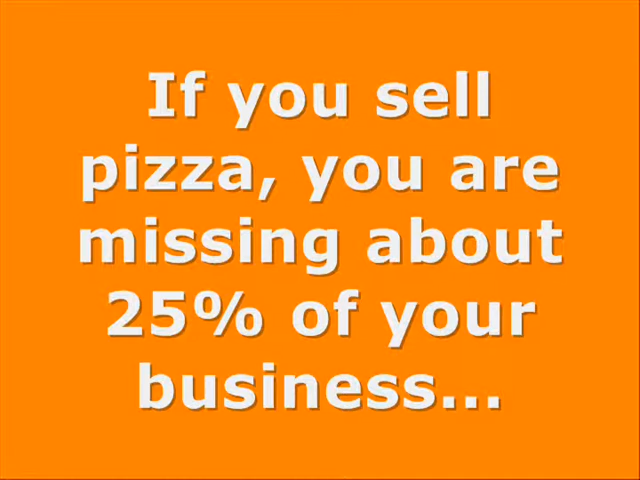 If you sell
pizza, you are
missing about
25% of your
business...